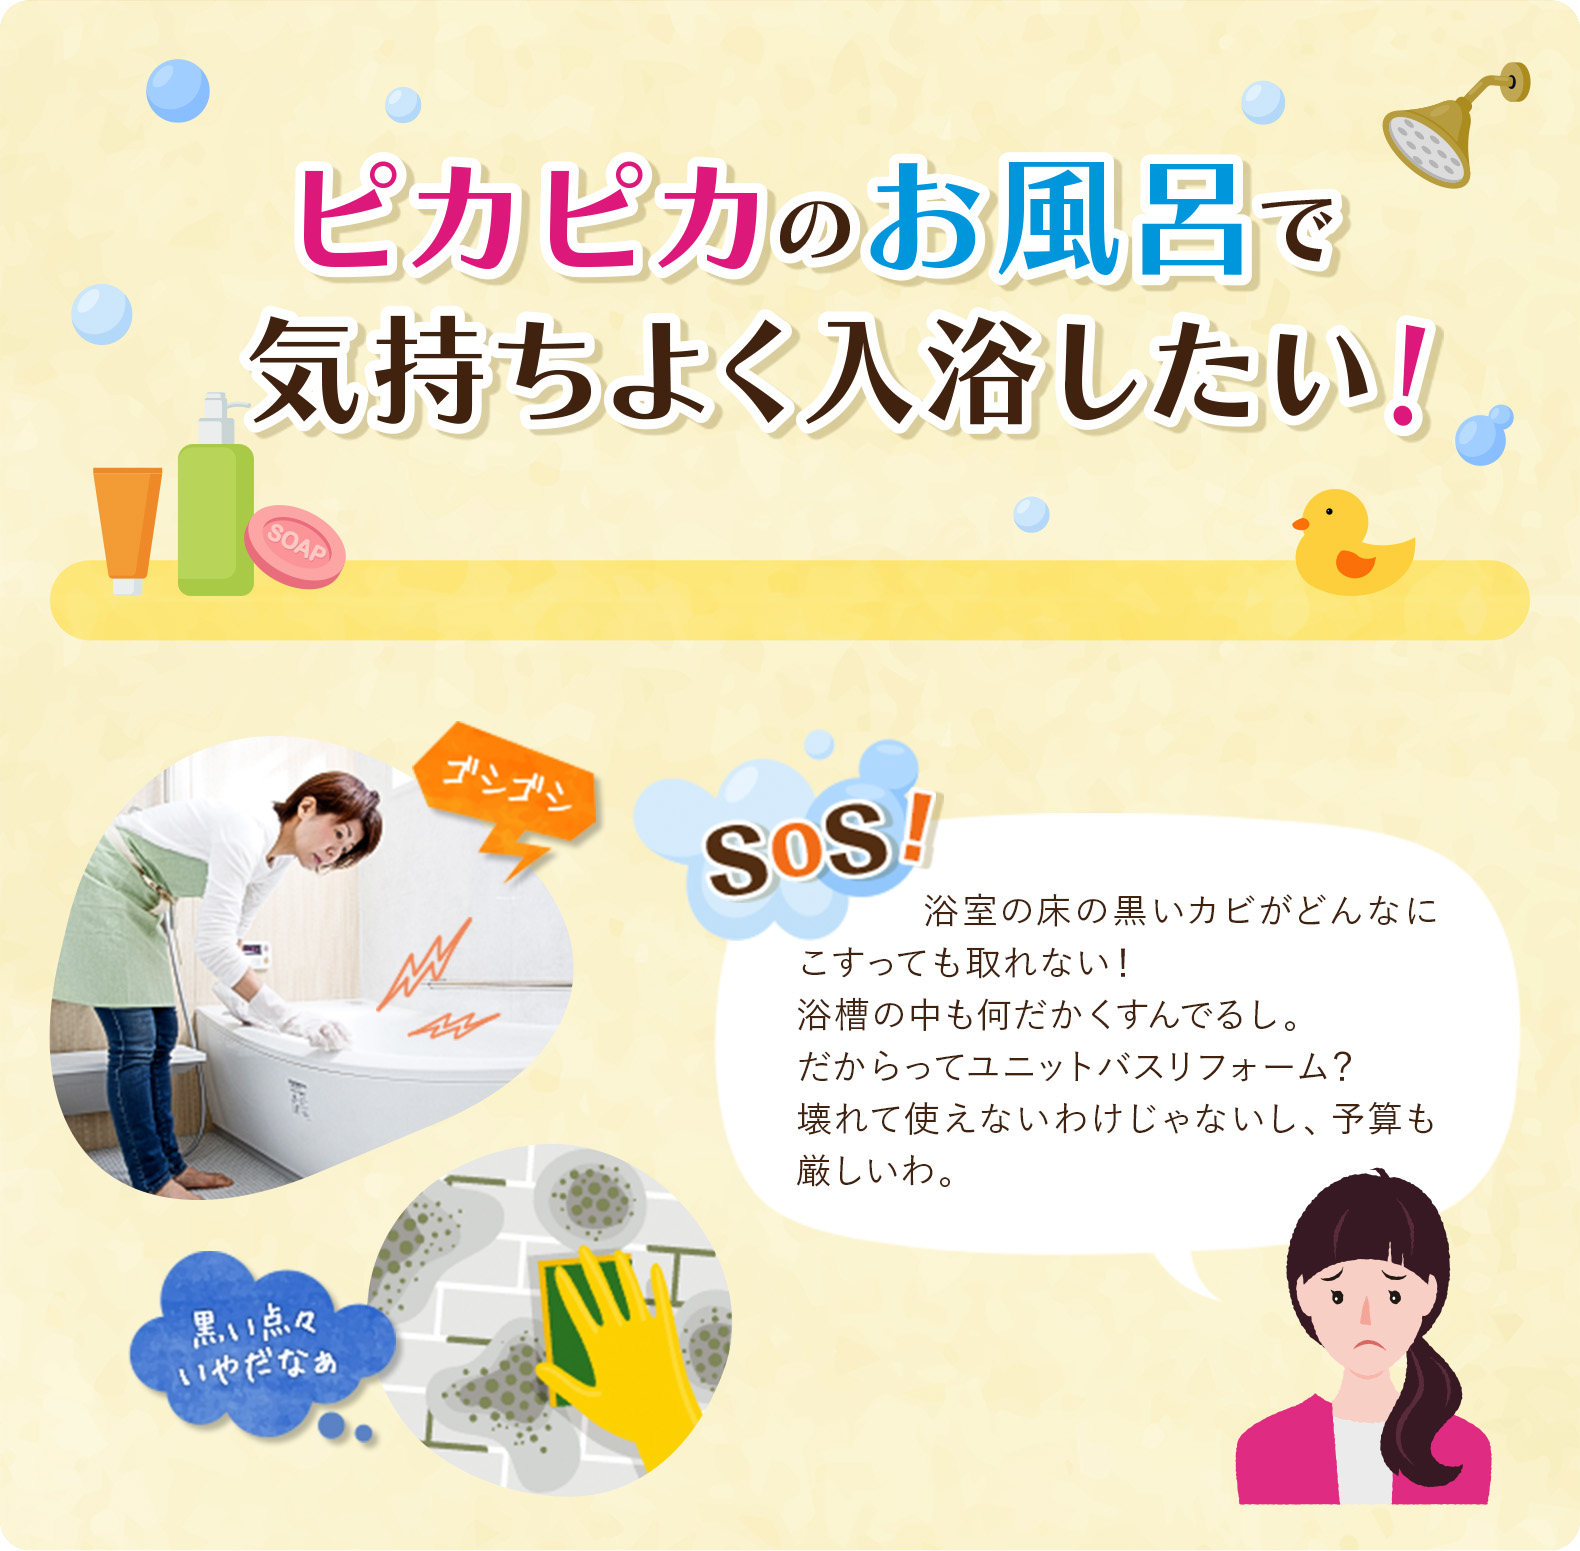 ピカピカのお風呂で
気持ちよく入浴したい!
SOAP
ゴシゴシ
SOS!
浴室の床の黒いカビがどんなに
こすっても取れない!
浴槽の中も何だかくすんでるし。
だからってユニットバスリフォーム?
壊れて使えないわけじゃないし、予算も
厳しいわ。
黒い点々
いやだなぁ